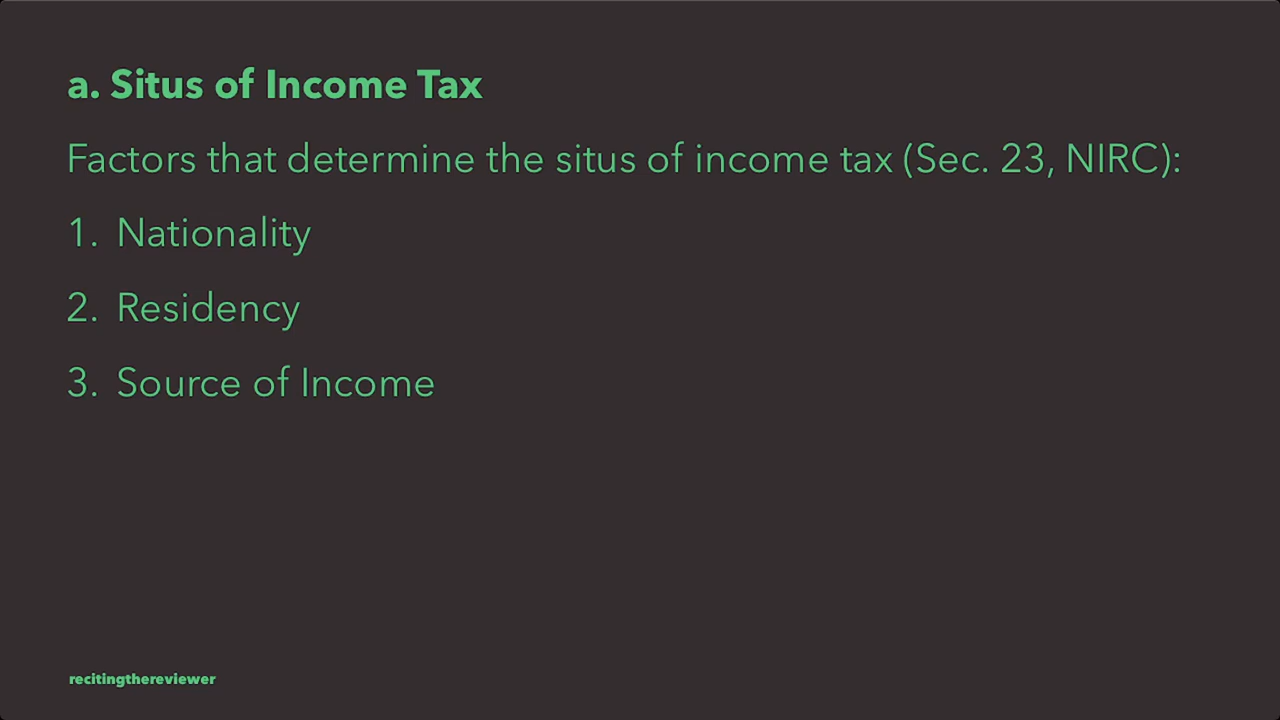 a. Situs of Income Tax
Factors that determine the situs of income tax (Sec. 23, NIRC):
1. Nationality
2. Residency
3. Source of Income
recitingthereviewer